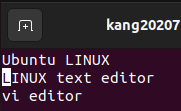 kang20207
Ubuntu LINUX
LINUX text editor
vi editor